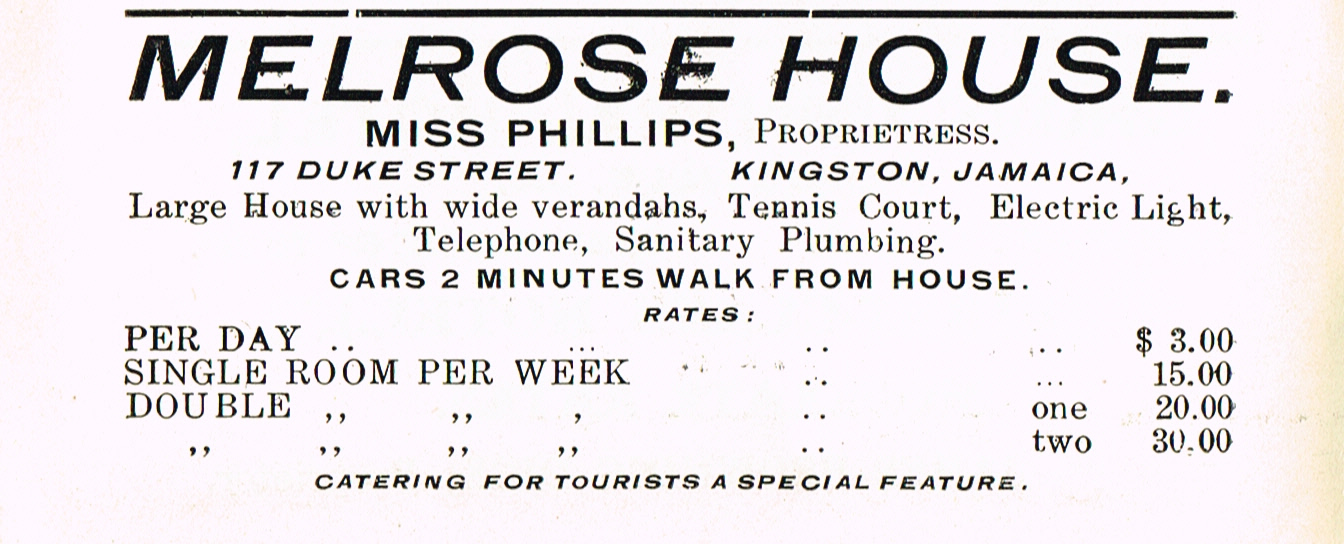 MELROSE HOUSE.
MISS PHILLIPS, PROPRIETRESS.
117 DUKE STREET. KINGSTON, JAMAICA,
Large House with wide verandahs, Tennis Court, Electric Light,
Telephone, Sanitary Plumbing.
CARS 2 MINUTES WALK FROM HOUSE.
RATES:
PER DAY .. ... .. ... $ 3.00
SINGLE ROOM PER WEEK .. ... 15.00
DOUBLE ,, ,, , .. one 20.00
,, ,, ,, ,, .. two 30.00
CATERING FOR TOURISTS A SPECIAL FEATURE.